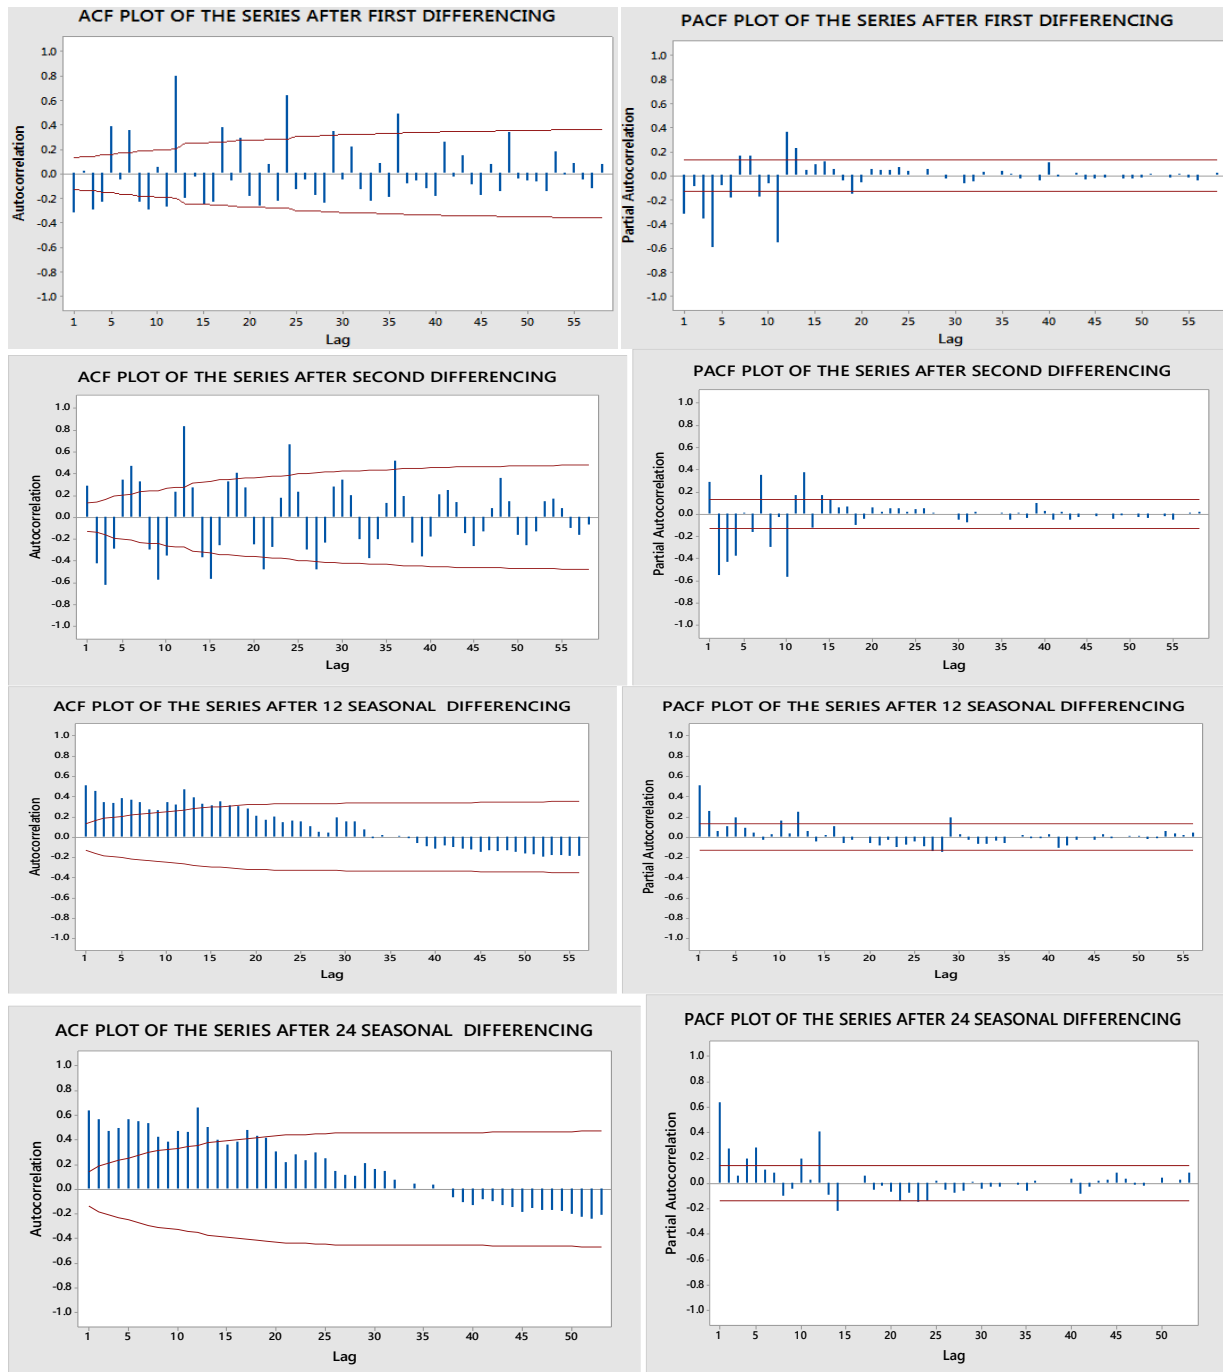 ACF PLOT OF THE SERIES AFTER FIRST DIFFERENCING
1.0
0.8
0.6
0.4
0.2
0.0
-0.2
-0.4
-0.6
-0.8
-1.0
Autocorrelation
1 5 10 15 20 25 30 35 40 45 50 55
Lag
PACF PLOT OF THE SERIES AFTER FIRST DIFFERENCING
1.0
0.8
0.6
0.4
0.2
0.0
-0.2
-0.4
-0.6
-0.8
-1.0
Partial Autocorrelation
1 5 10 15 20 25 30 35 40 45 50 55
Lag
ACF PLOT OF THE SERIES AFTER SECOND DIFFERENCING
1.0
0.8
0.6
0.4
0.2
0.0
-0.2
-0.4
-0.6
-0.8
-1.0
Autocorrelation
1 5 10 15 20 25 30 35 40 45 50 55
Lag
PACF PLOT OF THE SERIES AFTER SECOND DIFFERENCING
1.0
0.8
0.6
0.4
0.2
0.0
-0.2
-0.4
-0.6
-0.8
-1.0
Partial Autocorrelation
1 5 10 15 20 25 30 35 40 45 50 55
Lag
ACF PLOT OF THE SERIES AFTER 12 SEASONAL DIFFERENCING
1.0
0.8
0.6
0.4
0.2
0.0
-0.2
-0.4
-0.6
-0.8
-1.0
Autocorrelation
1 5 10 15 20 25 30 35 40 45 50 55
Lag
PACF PLOT OF THE SERIES AFTER 12 SEASONAL DIFFERENCING
1.0
0.8
0.6
0.4
0.2
0.0
-0.2
-0.4
-0.6
-0.8
-1.0
Partial Autocorrelation
1 5 10 15 20 25 30 35 40 45 50 55
Lag
ACF PLOT OF THE SERIES AFTER 24 SEASONAL DIFFERENCING
1.0
0.8
0.6
0.4
0.2
0.0
-0.2
-0.4
-0.6
-0.8
-1.0
Autocorrelation
1 5 10 15 20 25 30 35 40 45 50
Lag
PACF PLOT OF THE SERIES AFTER 24 SEASONAL DIFFERENCING
1.0
0.8
0.6
0.4
0.2
0.0
-0.2
-0.4
-0.6
-0.8
-1.0
Partial Autocorrelation
1 5 10 15 20 25 30 35 40 45 50
Lag